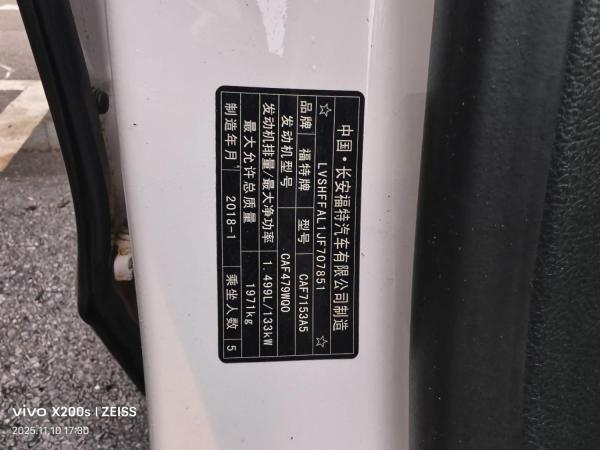 中国·长安福特汽车有限公司制造
☆ LVSHFFAL1JF707851 ☆
品牌 福特牌 型号 CAF7153A5
发动机型号 CAF479WQ0
发动机排量/最大净功率 1.499L/133kW
最大允许总质量 1971kg
制造年月 2018-1 乘坐人数 5
vivo X200s | ZEISS
2025.11.10 17:30